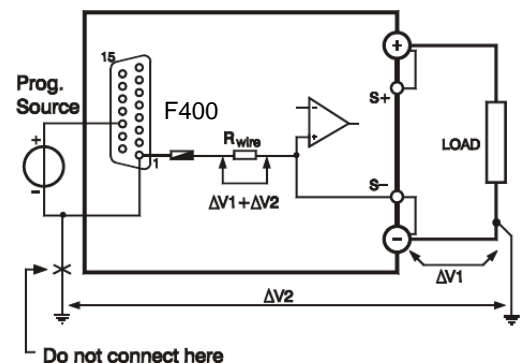 15
Prog.
Source
F400
+
-
1
Rwire
ΔV1+ΔV2
-
+
+
S+
S-
-
LOAD
ΔV1
ΔV2
Do not connect here